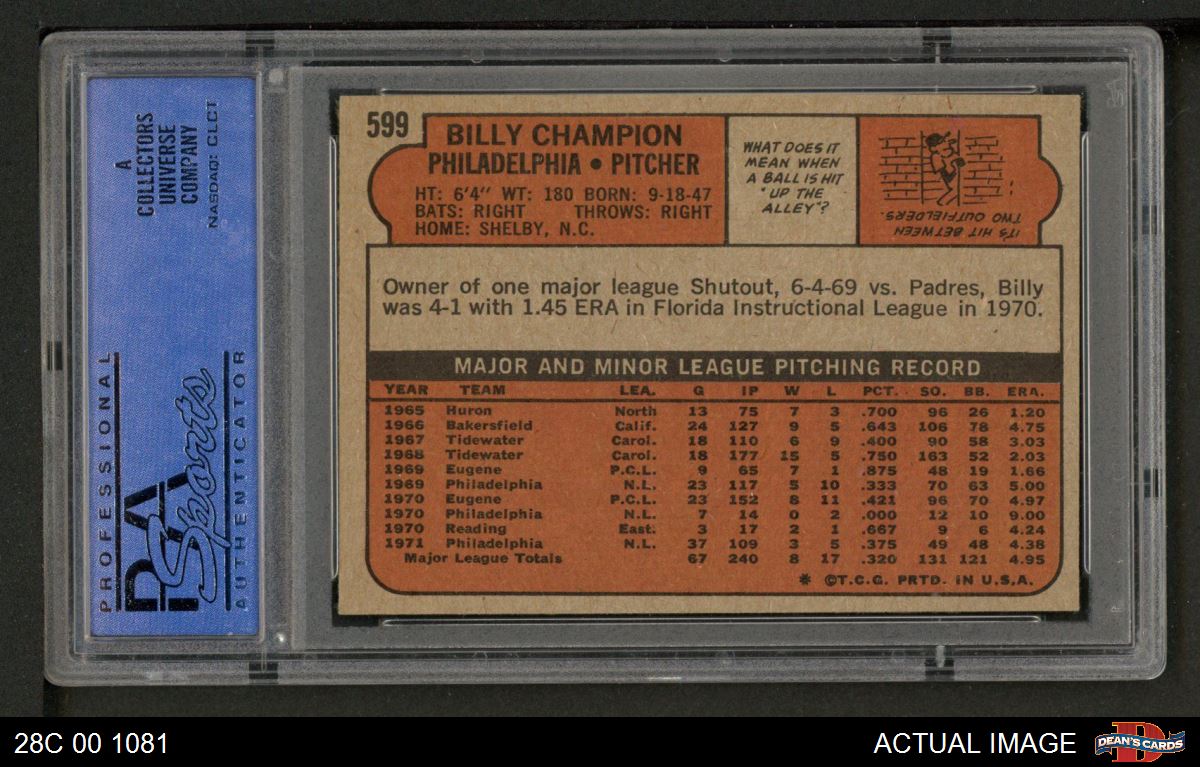 A
COLLECTORS
UNIVERSE
COMPANY
NASDAQ: CLCT
PROFESSIONAL
PSA
Sports
AUTHENTICATOR
599
BILLY CHAMPION
PHILADELPHIA • PITCHER
HT: 6'4" WT: 180 BORN: 9-18-47
BATS: RIGHT THROWS: RIGHT
HOME: SHELBY, N.C.
WHAT DOES IT
MEAN WHEN
A BALL IS HIT
"UP THE
ALLEY"?
IT'S HIT BETWEEN
TWO OUTFIELDERS.
Owner of one major league Shutout, 6-4-69 vs. Padres, Billy
was 4-1 with 1.45 ERA in Florida Instructional League in 1970.
MAJOR AND MINOR LEAGUE PITCHING RECORD
YEAR TEAM LEA. G IP W L PCT. SO. BB. ERA.
1965 Huron North 13 75 7 3 .700 96 26 1.20
1966 Bakersfield Calif. 24 127 9 5 .643 106 78 4.75
1967 Tidewater Carol. 18 110 6 9 .400 90 58 3.03
1968 Tidewater Carol. 18 177 15 5 .750 163 52 2.03
1969 Eugene P.C.L. 9 65 7 1 .875 48 19 1.66
1969 Philadelphia N.L. 23 117 5 10 .333 70 63 5.00
1970 Eugene P.C.L. 23 152 8 11 .421 96 70 4.97
1970 Philadelphia N.L. 7 14 0 2 .000 12 10 9.00
1970 Reading East. 3 17 2 1 .667 9 6 4.24
1971 Philadelphia N.L. 37 109 3 5 .375 49 48 4.38
Major League Totals 67 240 8 17 .320 131 121 4.95
* ©T.C.G. PRTD. IN U.S.A.
28C 00 1081
ACTUAL IMAGE
DEAN'S CARDS